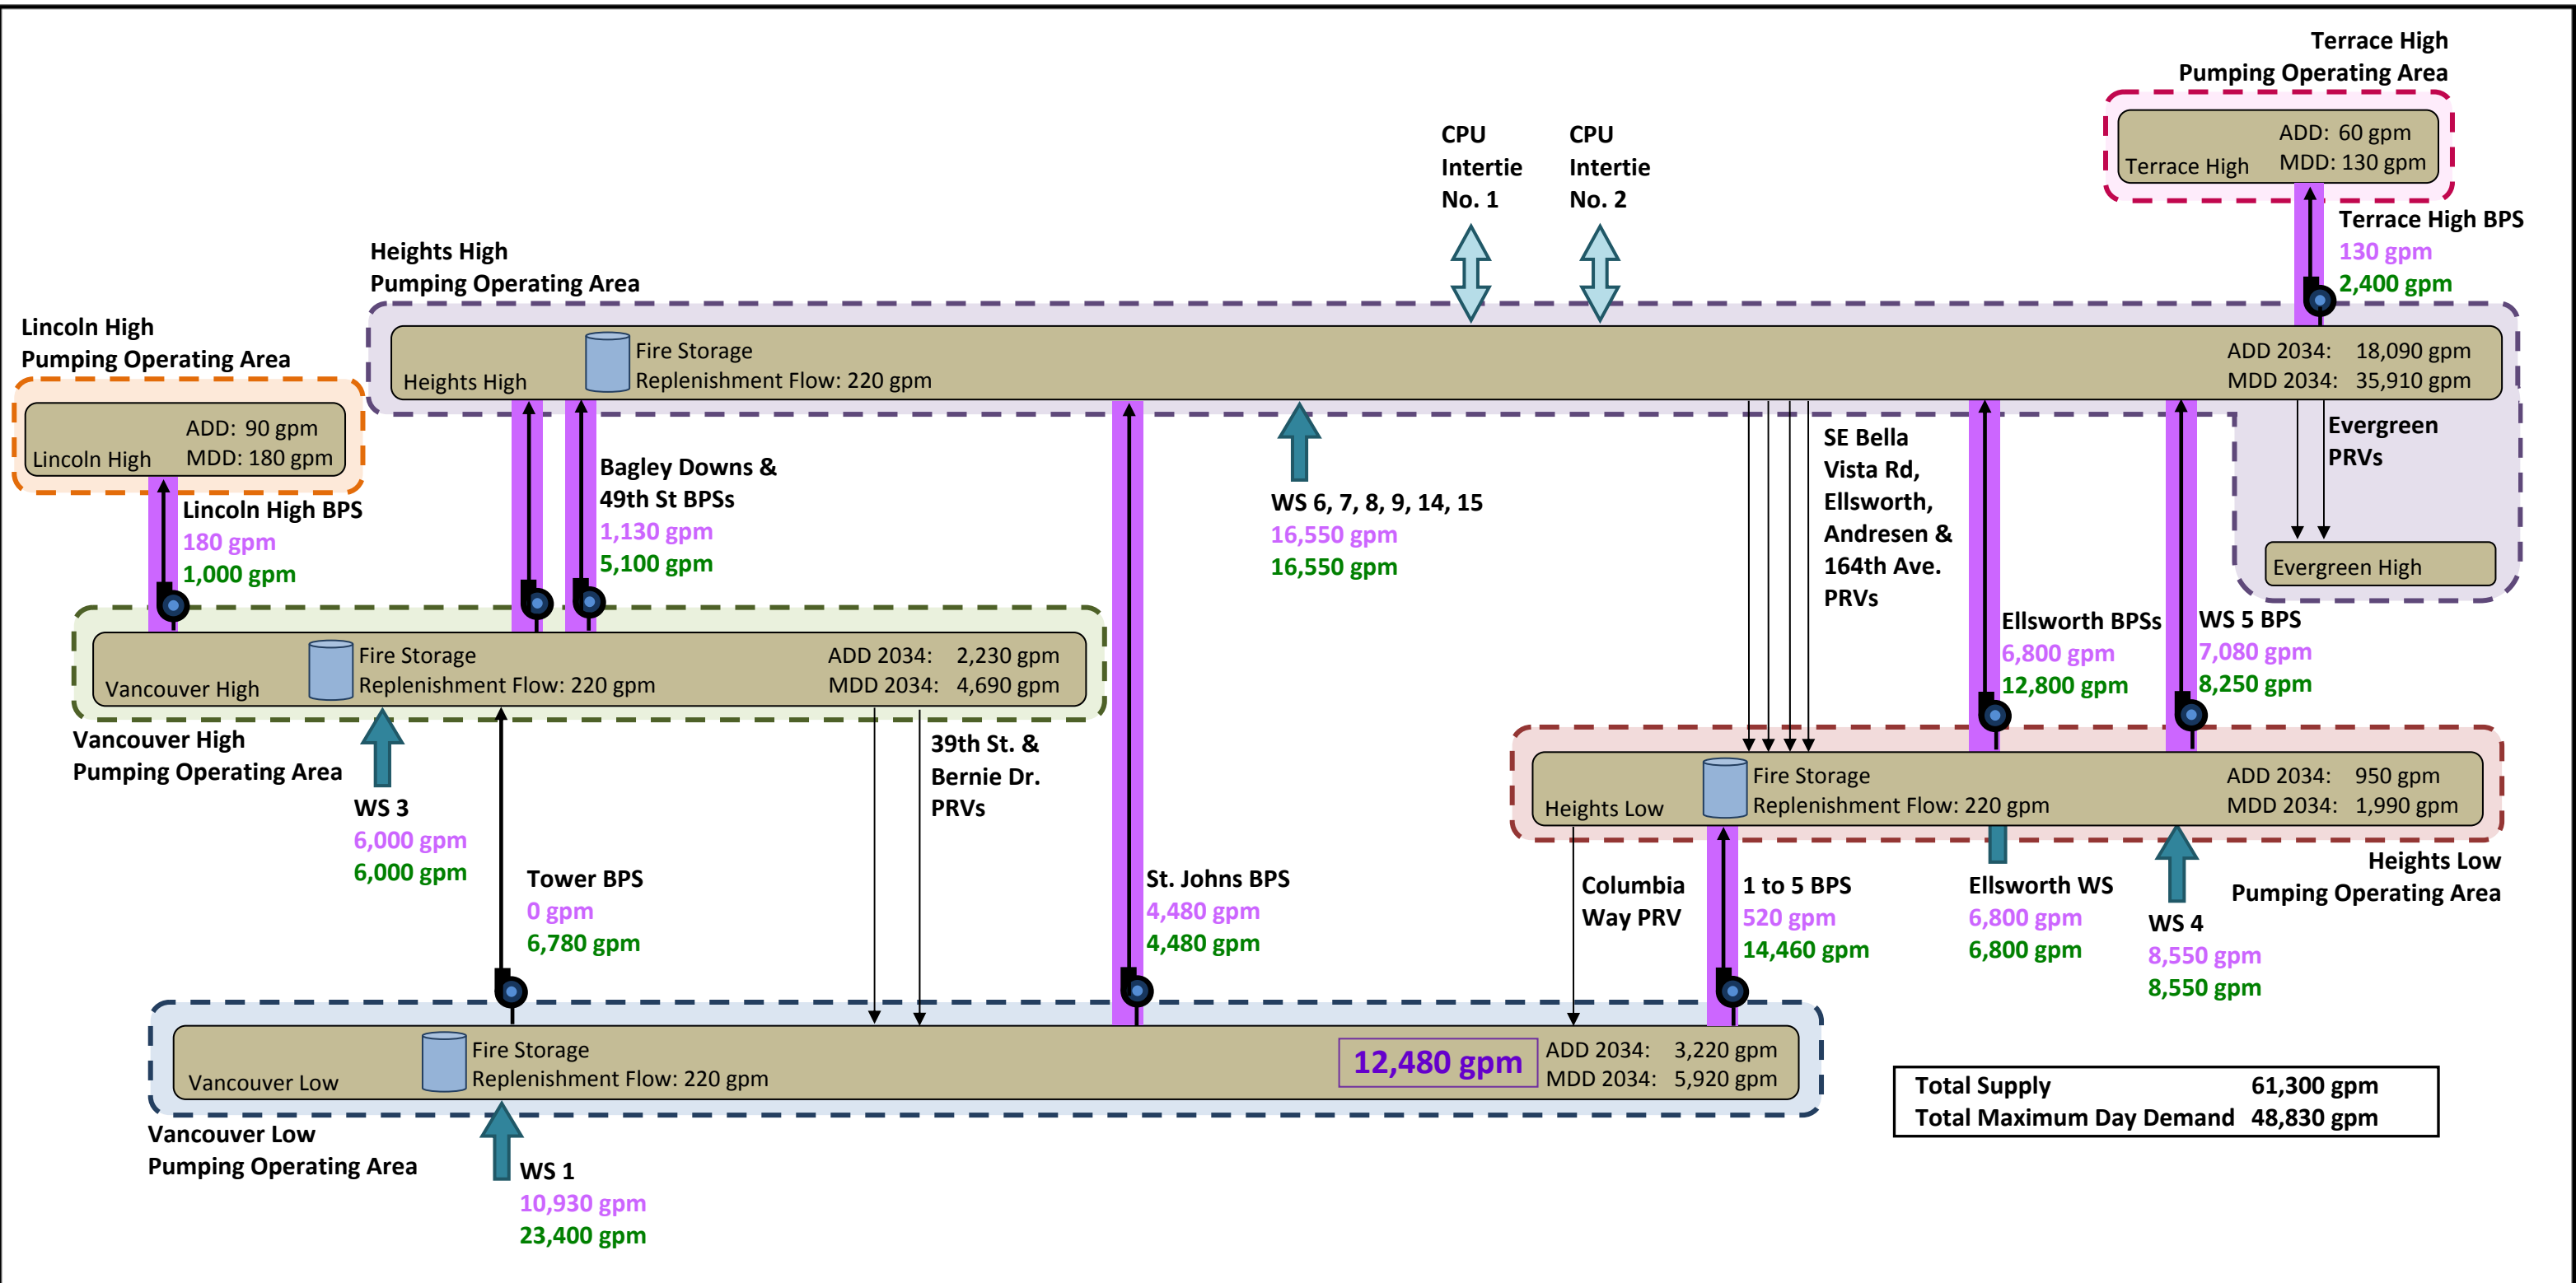 Terrace High
Pumping Operating Area
ADD: 60 gpm
Terrace High MDD: 130 gpm
Terrace High BPS
130 gpm
2,400 gpm
CPU
Intertie
No. 1
CPU
Intertie
No. 2
Heights High
Pumping Operating Area
Fire Storage
Replenishment Flow: 220 gpm
Heights High
ADD 2034: 18,090 gpm
MDD 2034: 35,910 gpm
Lincoln High
Pumping Operating Area
ADD: 90 gpm
Lincoln High MDD: 180 gpm
Lincoln High BPS
180 gpm
1,000 gpm
Bagley Downs &
49th St BPSs
1,130 gpm
5,100 gpm
WS 6, 7, 8, 9, 14, 15
16,550 gpm
16,550 gpm
SE Bella
Vista Rd,
Ellsworth,
Andresen &
164th Ave.
PRVs
Evergreen
PRVs
Evergreen High
Ellsworth BPSs
6,800 gpm
12,800 gpm
WS 5 BPS
7,080 gpm
8,250 gpm
Fire Storage
Replenishment Flow: 220 gpm
Vancouver High
ADD 2034: 2,230 gpm
MDD 2034: 4,690 gpm
Vancouver High
Pumping Operating Area
WS 3
6,000 gpm
6,000 gpm
Tower BPS
0 gpm
6,780 gpm
39th St. &
Bernie Dr.
PRVs
St. Johns BPS
4,480 gpm
4,480 gpm
Fire Storage
Replenishment Flow: 220 gpm
Heights Low
ADD 2034: 950 gpm
MDD 2034: 1,990 gpm
Heights Low
Pumping Operating Area
Columbia
Way PRV
1 to 5 BPS
520 gpm
14,460 gpm
Ellsworth WS
6,800 gpm
6,800 gpm
WS 4
8,550 gpm
8,550 gpm
Fire Storage
Replenishment Flow: 220 gpm
Vancouver Low
12,480 gpm
ADD 2034: 3,220 gpm
MDD 2034: 5,920 gpm
Vancouver Low
Pumping Operating Area
WS 1
10,930 gpm
23,400 gpm
Total Supply 61,300 gpm
Total Maximum Day Demand 48,830 gpm